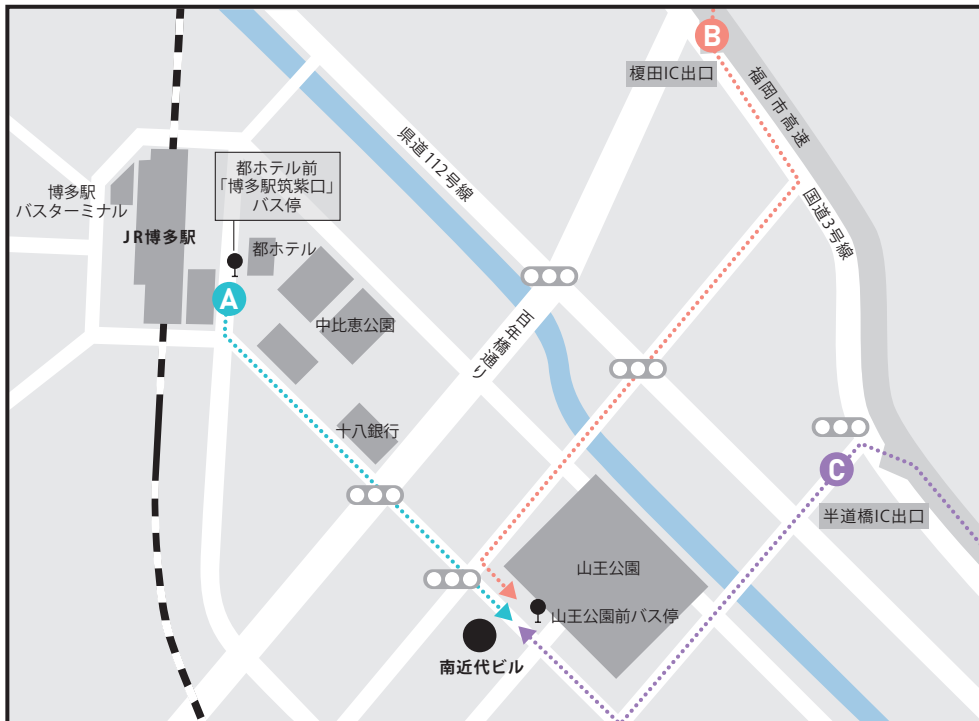 B
榎田IC出口
福岡市高速
県道112号線
都ホテル前
「博多駅筑紫口」
バス停
博多駅
バスターミナル
JR博多駅
国道3号線
都ホテル
A
中比恵公園
百年橋通り
十八銀行
C
半道橋IC出口
山王公園
山王公園前バス停
南近代ビル